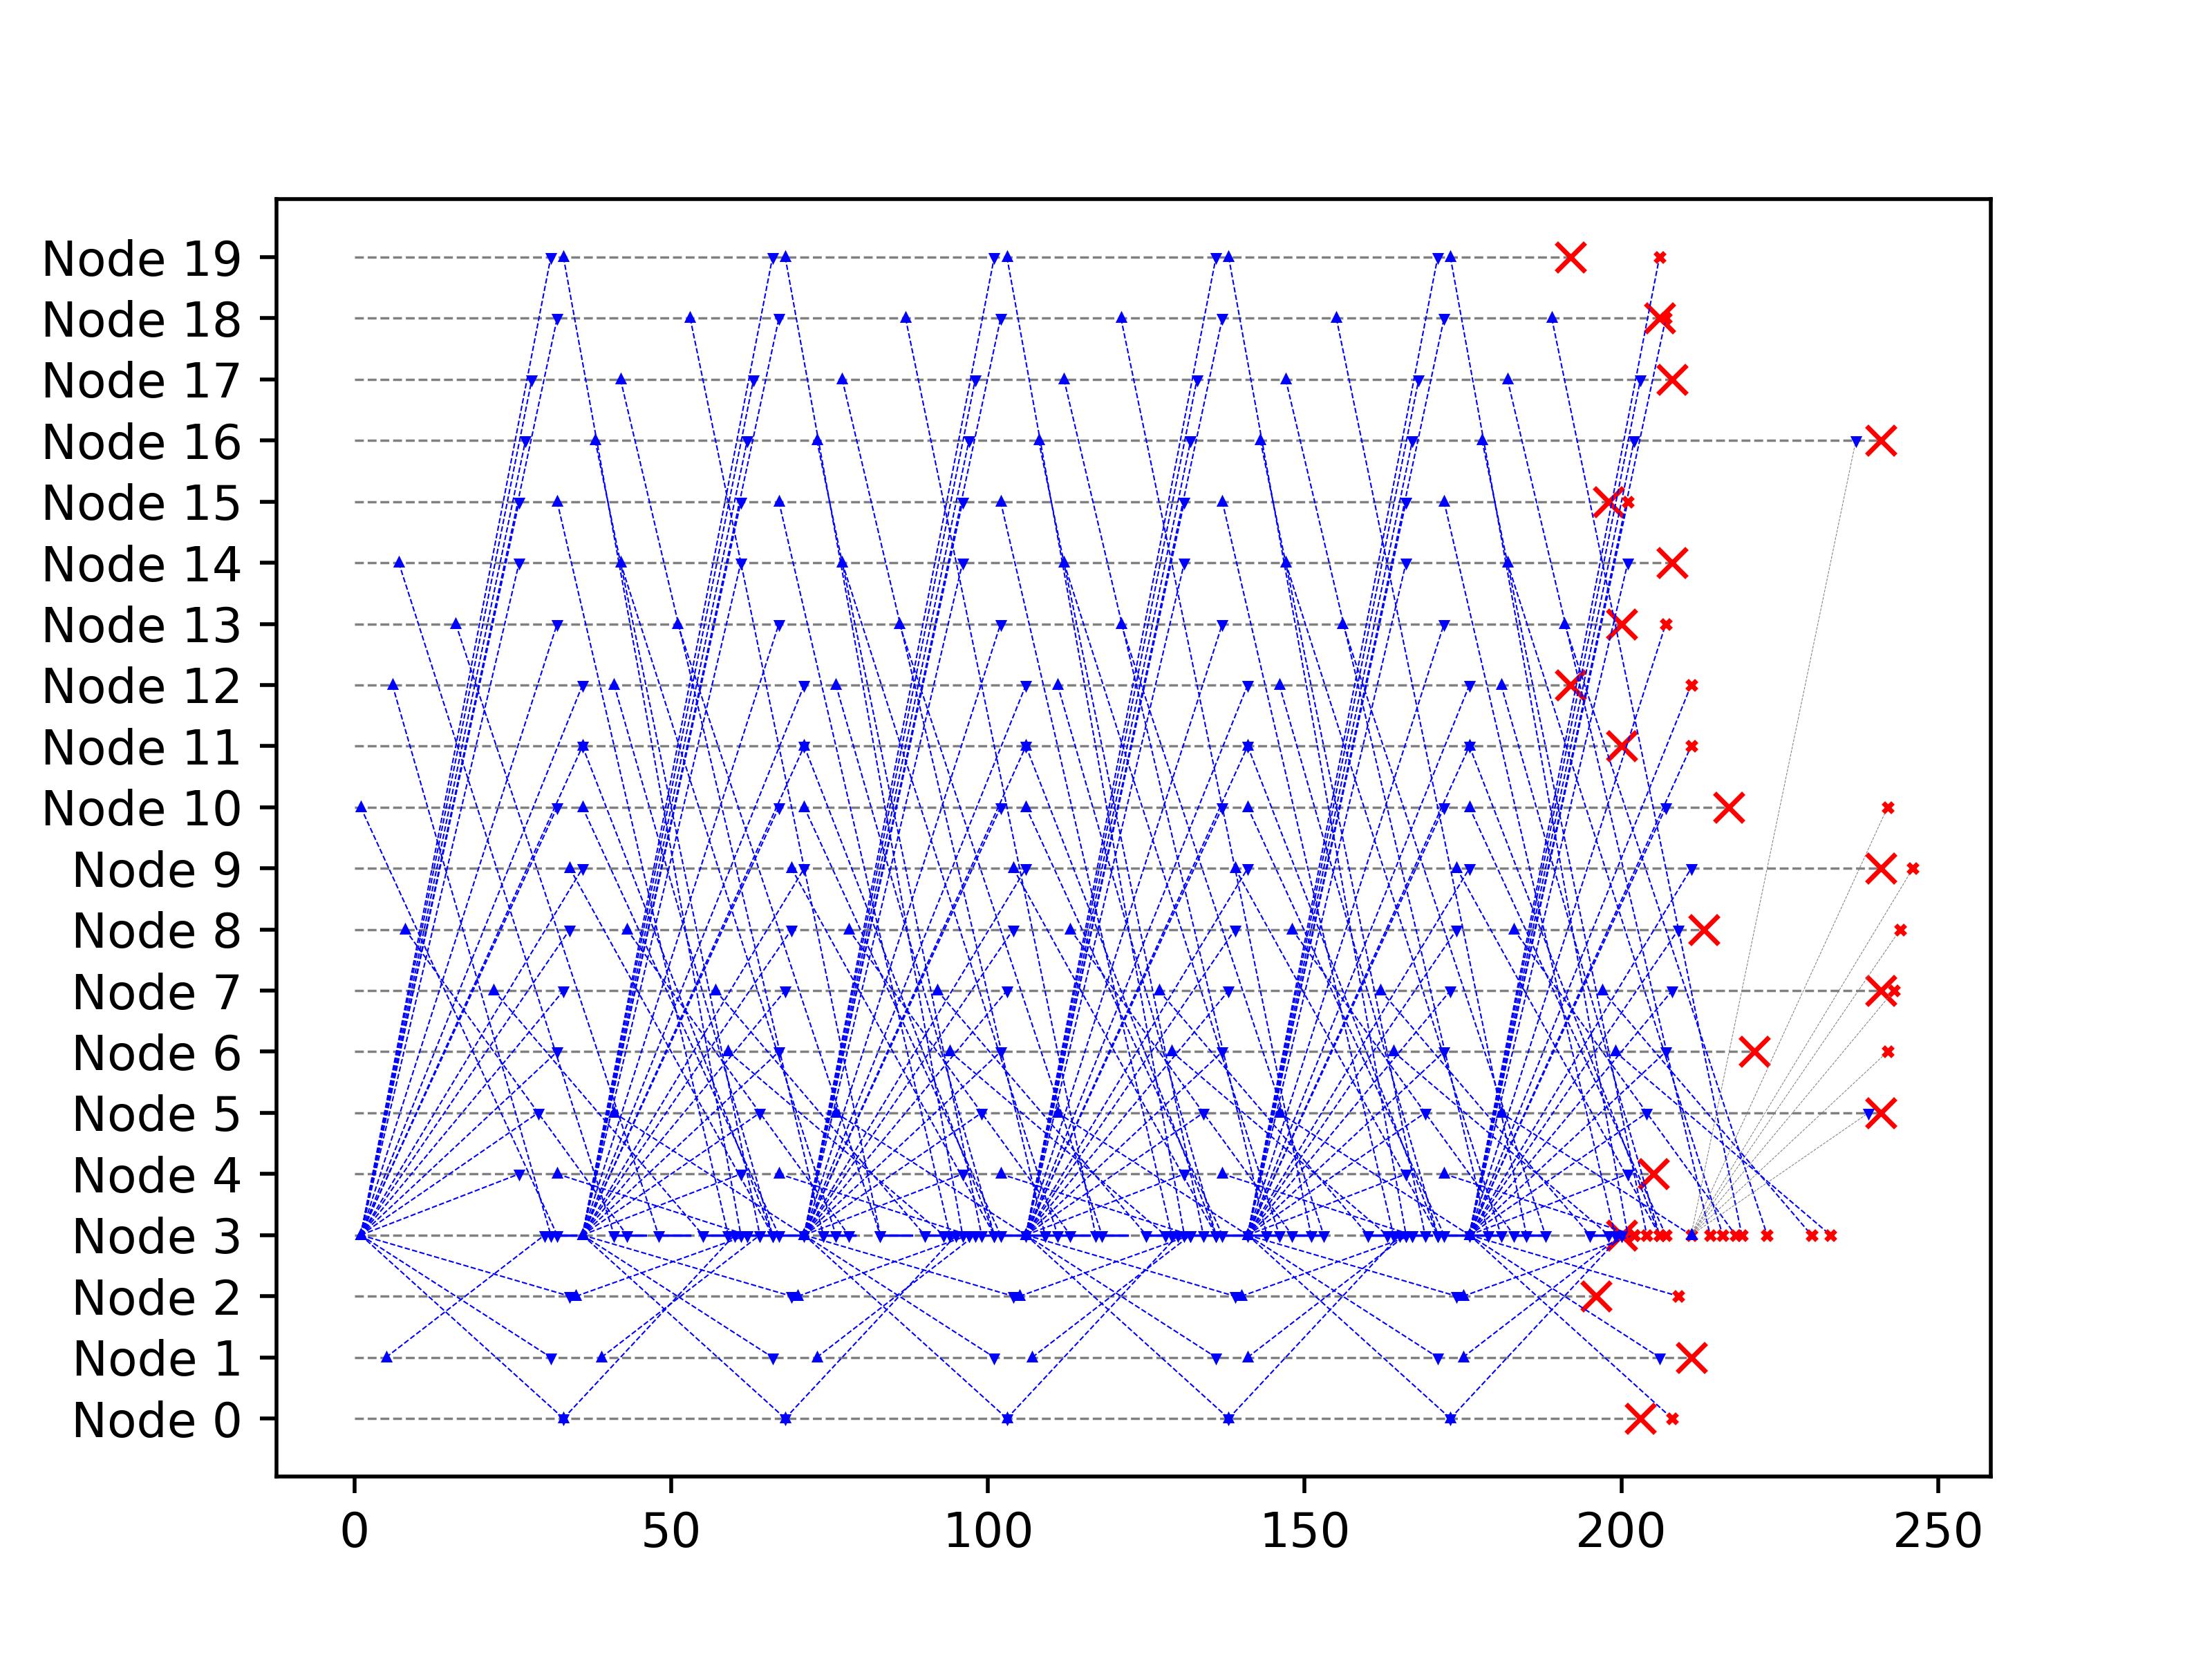 Node 19
Node 18
Node 17
Node 16
Node 15
Node 14
Node 13
Node 12
Node 11
Node 10
Node 9
Node 8
Node 7
Node 6
Node 5
Node 4
Node 3
Node 2
Node 1
Node 0
0 50 100 150 200 250